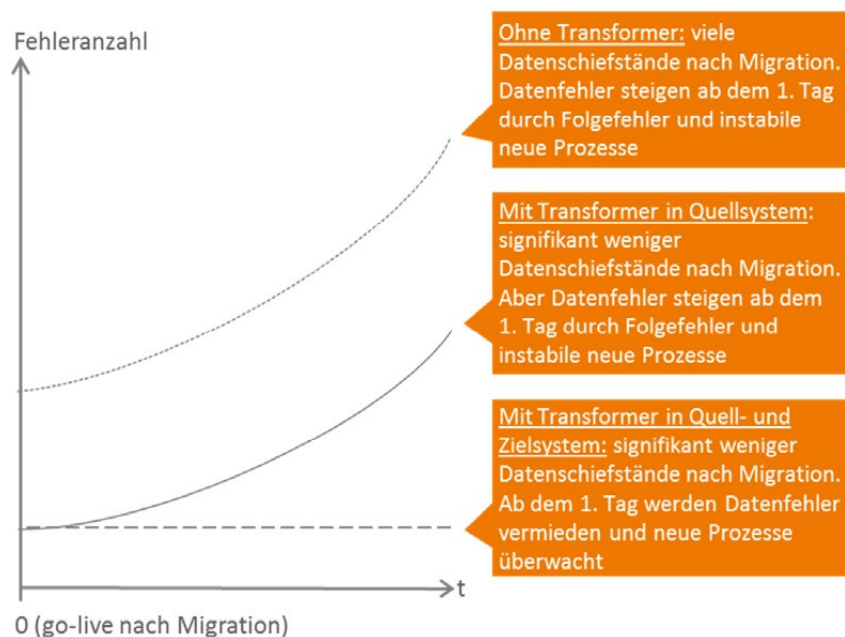 Fehleranzahl
Ohne Transformer: viele
Datenschiefstände nach Migration.
Datenfehler steigen ab dem 1. Tag
durch Folgefehler und instabile
neue Prozesse
Mit Transformer in Quellsystem:
signifikant weniger
Datenschiefstände nach Migration.
Aber Datenfehler steigen ab dem
1. Tag durch Folgefehler und
instabile neue Prozesse
Mit Transformer in Quell- und
Zielsystem: signifikant weniger
Datenschiefstände nach Migration.
Ab dem 1. Tag werden Datenfehler
vermieden und neue Prozesse
überwacht
t
0 (go-live nach Migration)